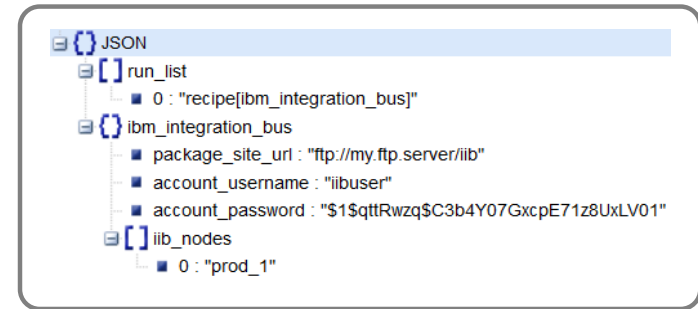 JSON
run_list
0 : "recipe[ibm_integration_bus]"
ibm_integration_bus
package_site_url : "ftp://my.ftp.server/iib"
account_username : "iibuser"
account_password : "$1$qttRwzq$C3b4Y07GxcpE71z8UxLV01"
iib_nodes
0 : "prod_1"